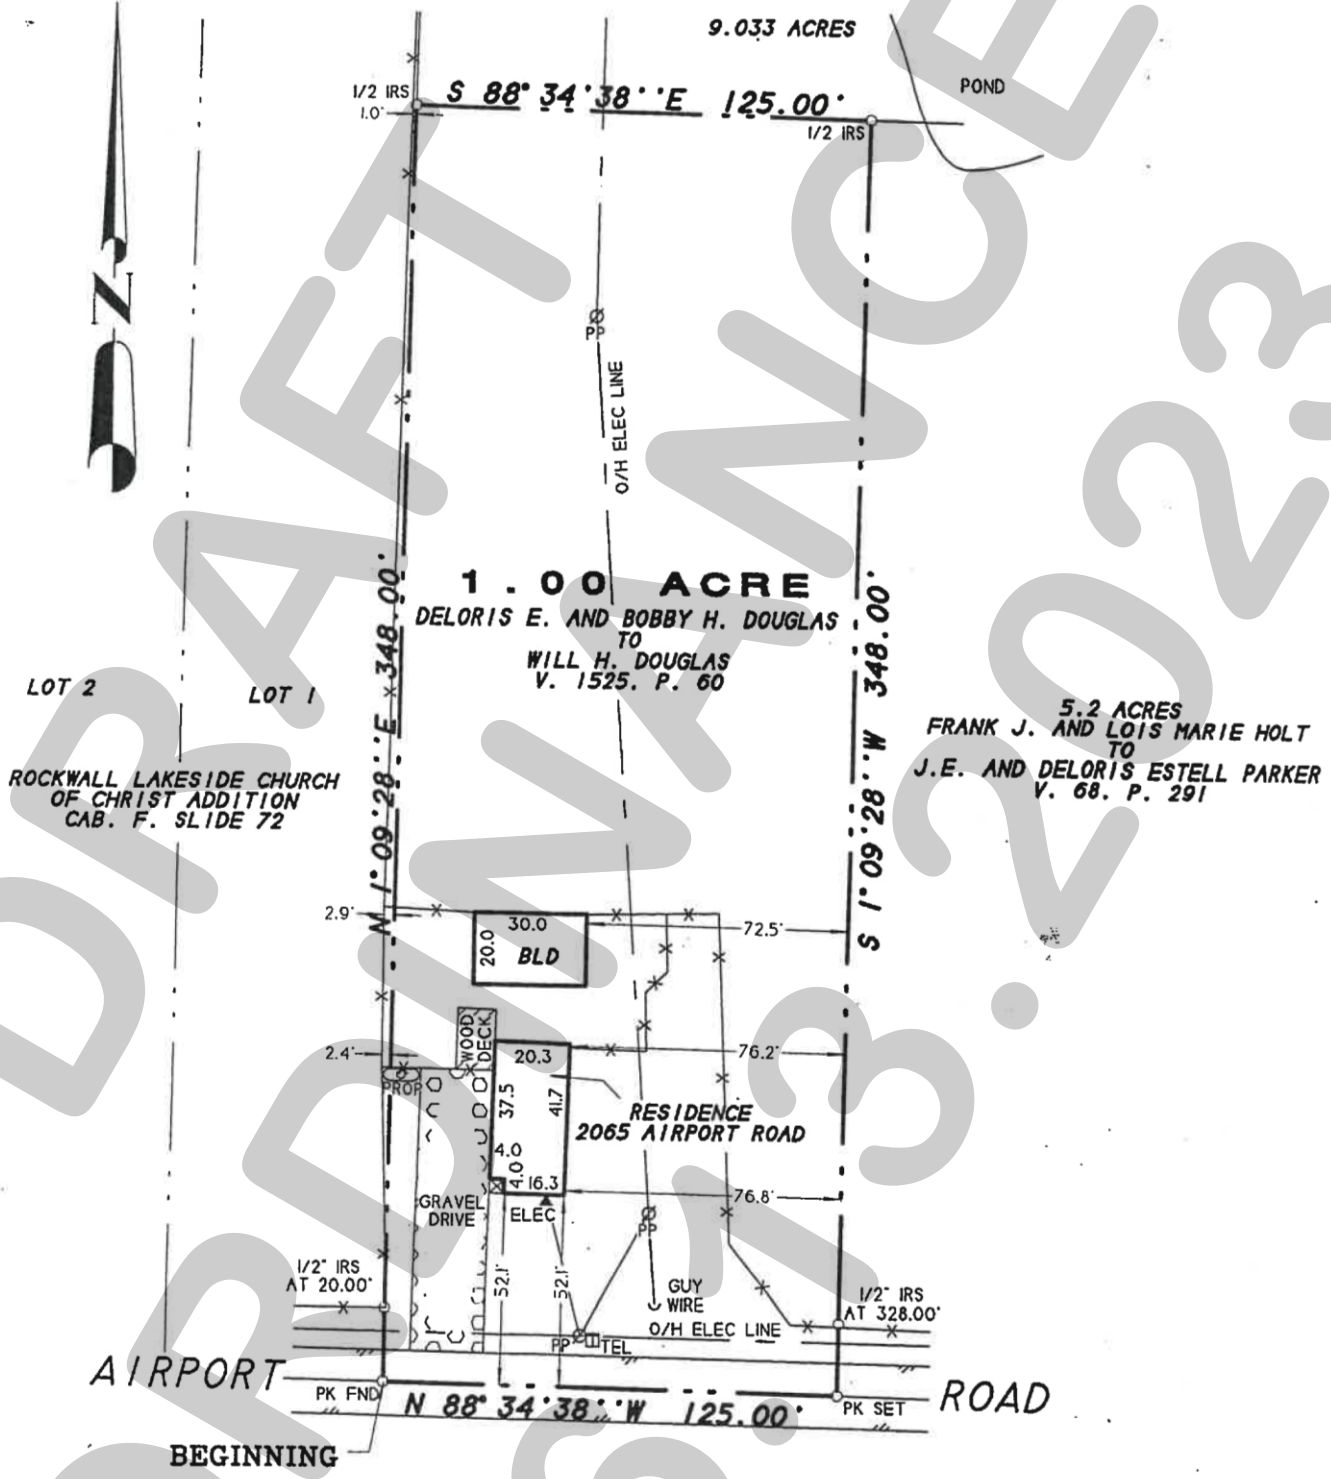 9.033 ACRES
POND
1/2 IRS
S 88° 34' 38'' E 125.00'
1.0'
1/2 IRS
N
PP
O/H ELEC LINE
1.00 ACRE
DELORIS E. AND BOBBY H. DOUGLAS
TO
WILL H. DOUGLAS
V. 1525. P. 60
N 1° 09' 28'' E 348.00'
S 1° 09' 28'' W 348.00'
LOT 2
LOT 1
ROCKWALL LAKESIDE CHURCH
OF CHRIST ADDITION
CAB. F. SLIDE 72
5.2 ACRES
FRANK J. AND LOIS MARIE HOLT
TO
J.E. AND DELORIS ESTELL PARKER
V. 68. P. 291
2.9'
30.0
20.0
BLD
72.5'
WOOD
DECK
2.4'
20.3
76.2'
PROP
37.5
41.7
RESIDENCE
2065 AIRPORT ROAD
4.0
4.0
16.3
76.8'
GRAVEL
DRIVE
ELEC
PP
52.1'
52.1'
GUY
WIRE
1/2" IRS
AT 20.00'
1/2" IRS
AT 328.00'
O/H ELEC LINE
PP
TEL
AIRPORT
ROAD
PK FND
N 88° 34' 38'' W 125.00'
PK SET
BEGINNING
DRAFT
ORDINANCE